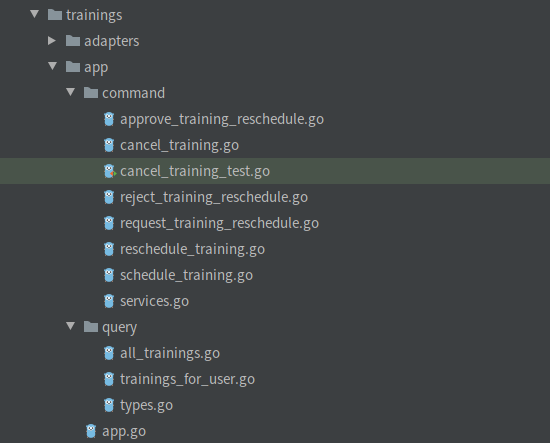 trainings
adapters
app
command
approve_training_reschedule.go
cancel_training.go
cancel_training_test.go
reject_training_reschedule.go
request_training_reschedule.go
reschedule_training.go
schedule_training.go
services.go
query
all_trainings.go
trainings_for_user.go
types.go
app.go